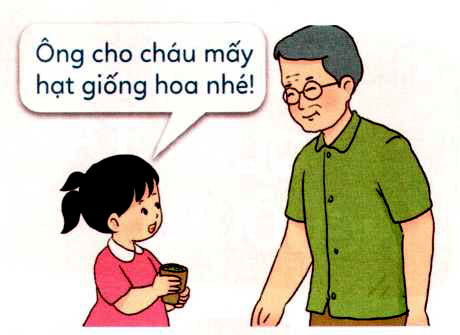 Ông cho cháu mấy
hạt giống hoa nhé!